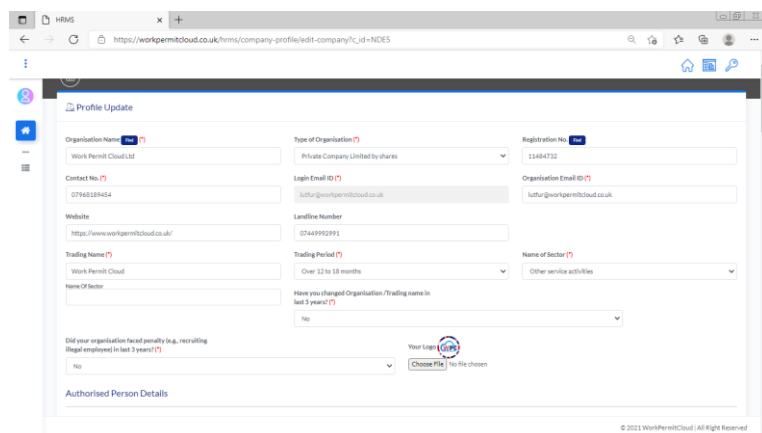 HRMS
https://workpermitcloud.co.uk/hrms/company-profile/edit-company?c_id=NDE5
Profile Update
Organisation Name Find (*)
Type of Organisation (*)
Registration No. Find
Work Permit Cloud Ltd
Private Company Limited by shares
11484732
Contact No. (*)
Login Email ID (*)
Organisation Email ID (*)
07968189454
lutfur@workpermitcloud.co.uk
lutfur@workpermitcloud.co.uk
Website
Landline Number
https://www.workpermitcloud.co.uk/
07449992991
Trading Name (*)
Trading Period (*)
Name of Sector (*)
Work Permit Cloud
Over 12 to 18 months
Other service activities
Name Of Sector
Have you changed Organisation /Trading name in
last 5 years? (*)
No
Did your organisation faced penalty (e.g., recruiting
illegal employee) in last 3 years? (*)
Your Logo
No
Choose File No file chosen
Authorised Person Details
© 2021 WorkPermitCloud | All Right Reserved